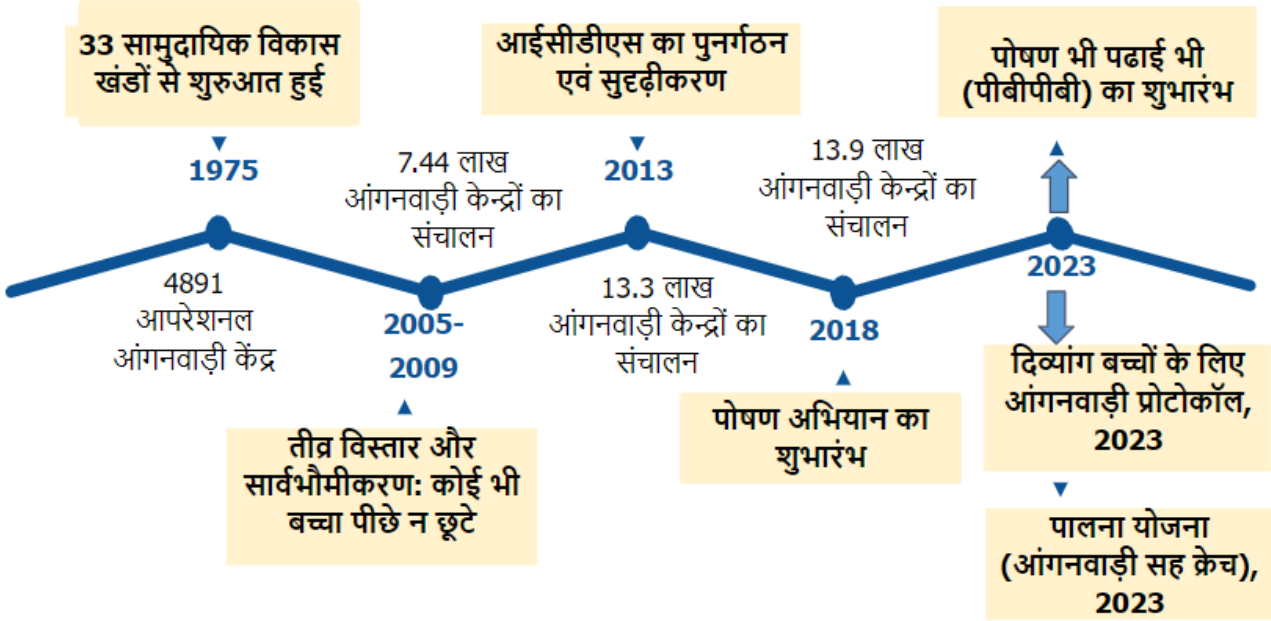 33 सामुदायिक विकास
खंडों से शुरुआत हुई
1975
4891
आपरेशनल
आंगनवाड़ी केंद्र
7.44 लाख
आंगनवाड़ी केन्द्रों का
संचालन
2005-
2009
तीव्र विस्तार और
सार्वभौमीकरण: कोई भी
बच्चा पीछे न छूटे
आईसीडीएस का पुनर्गठन
एवं सुदृढ़ीकरण
2013
13.3 लाख
आंगनवाड़ी केन्द्रों का
संचालन
13.9 लाख
आंगनवाड़ी केन्द्रों का
संचालन
2018
पोषण अभियान का
शुभारंभ
पोषण भी पढाई भी
(पीबीपीबी) का शुभारंभ
2023
दिव्यांग बच्चों के लिए
आंगनवाड़ी प्रोटोकॉल,
2023
पालना योजना
(आंगनवाड़ी सह क्रेच),
2023